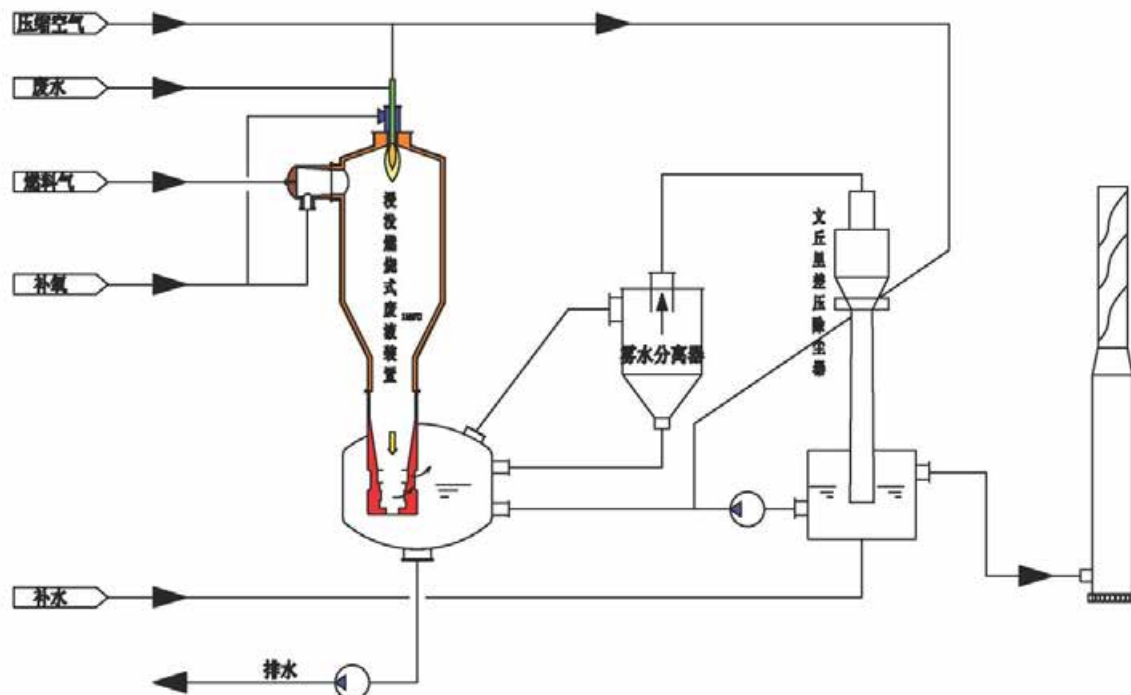 压缩空气
废水
燃料气
补氧
补水
排水
浸没燃烧式废液装置
雾水分离器
文丘里差压除尘器